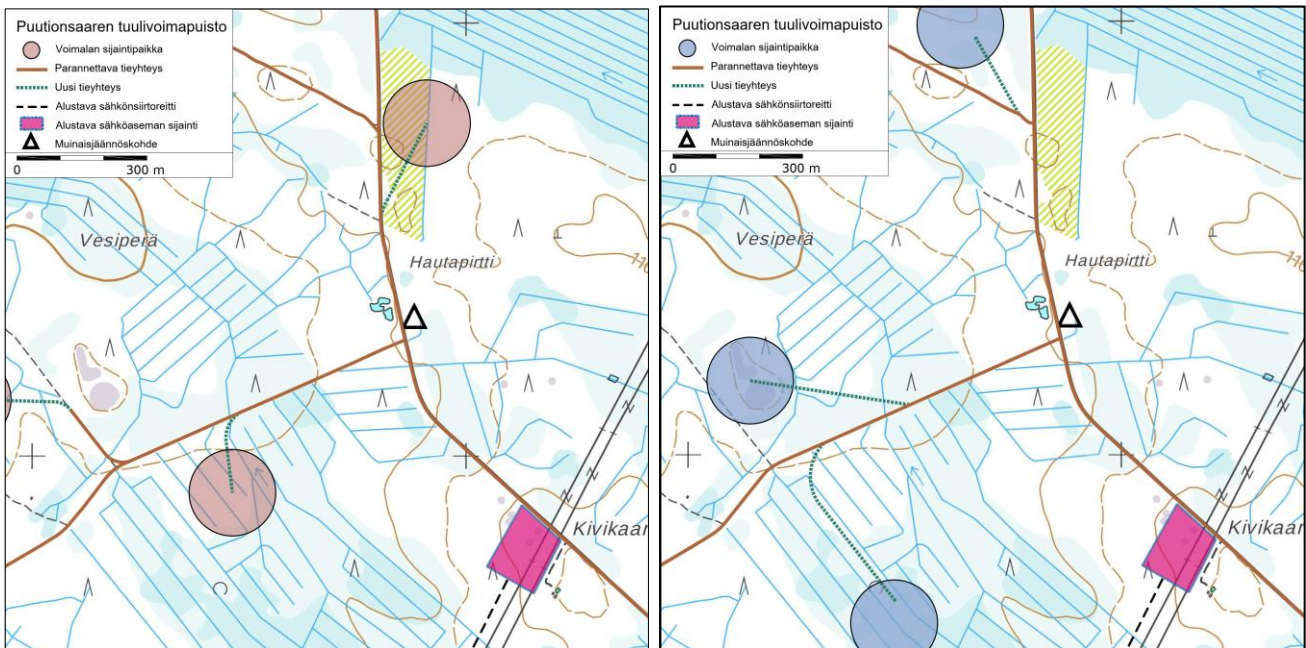 Puutionsaaren tuulivoimapuisto
Voimalan sijaintipaikka
Parannettava tieyhteys
Uusi tieyhteys
Alustava sähkönsiirtoreitti
Alustava sähköaseman sijainti
Muinaisjäännöskohde
0 300 m
Vesiperä
Hautapirtti
110
Z
Z
Z
Kivikaar
Puutionsaaren tuulivoimapuisto
Voimalan sijaintipaikka
Parannettava tieyhteys
Uusi tieyhteys
Alustava sähkönsiirtoreitti
Alustava sähköaseman sijainti
Muinaisjäännöskohde
0 300 m
Vesiperä
Hautapirtti
110
Z
Z
Z
Kivikaar